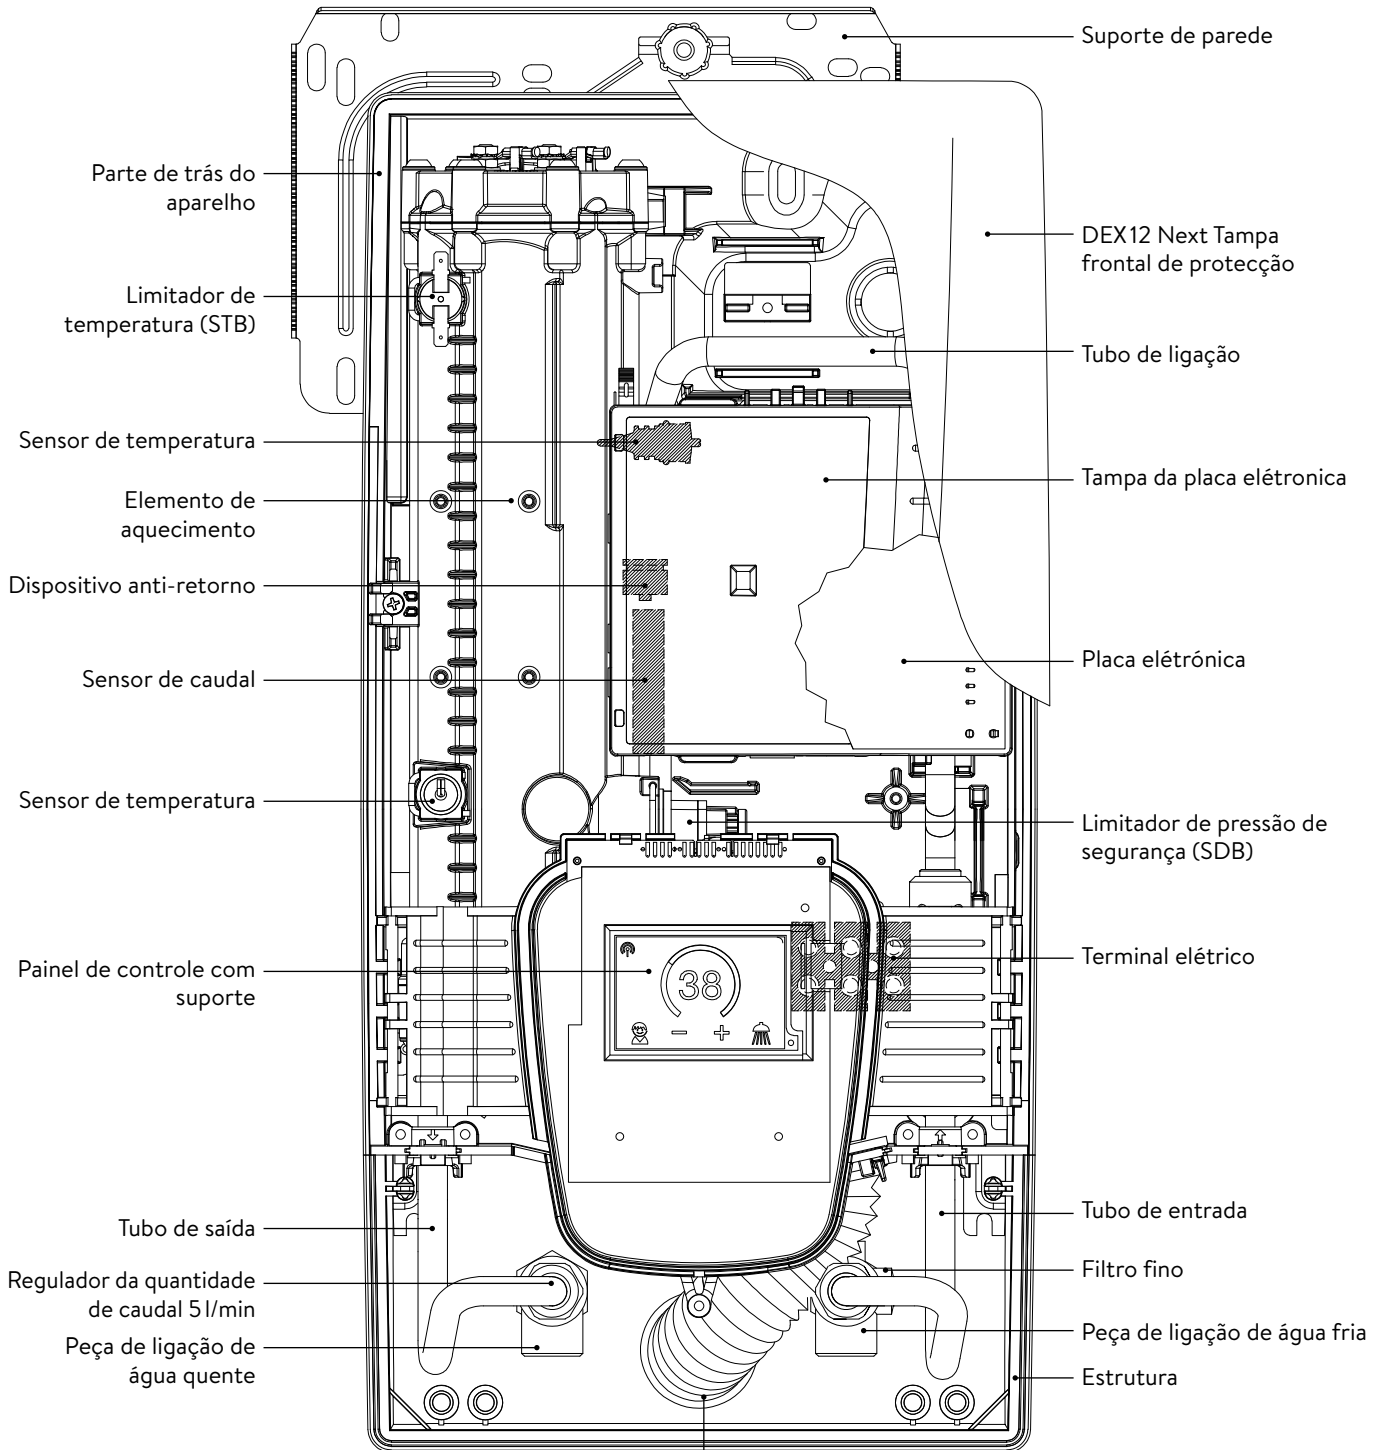 Suporte de parede
Parte de trás do
aparelho
DEX12 Next Tampa
frontal de protecção
Limitador de
temperatura (STB)
Tubo de ligação
Sensor de temperatura
Tampa da placa elétronica
Elemento de
aquecimento
Dispositivo anti-retorno
Placa elétrónica
Sensor de caudal
Sensor de temperatura
Limitador de pressão de
segurança (SDB)
Painel de controle com
suporte
38
Terminal elétrico
Tubo de saída
Tubo de entrada
Regulador da quantidade
de caudal 5 l/min
Filtro fino
Peça de ligação de
água quente
Peça de ligação de água fria
Estrutura